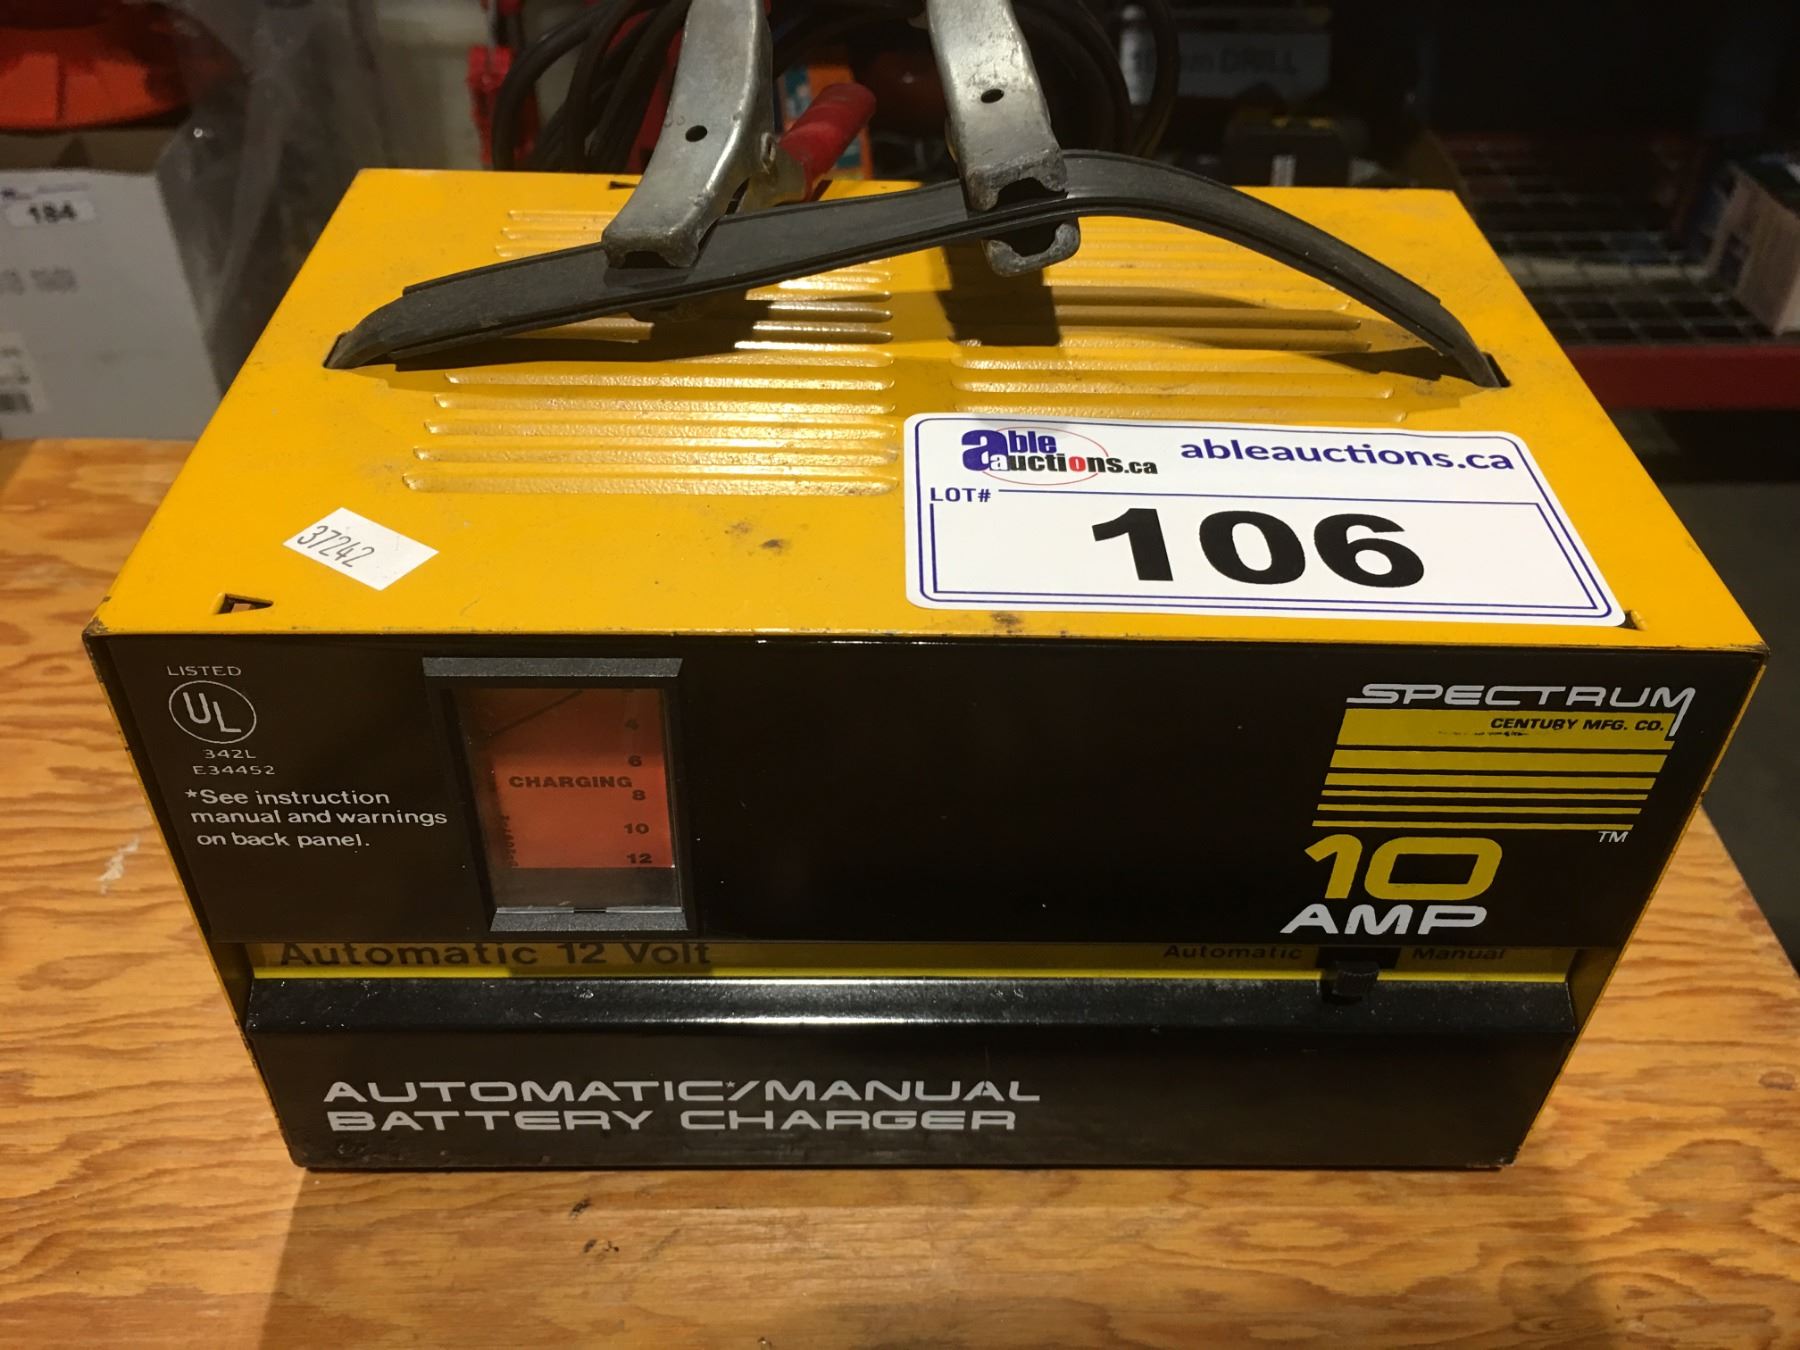 184
able auctions.ca
ableauctions.ca
LOT#
106
37242
LISTED
UL
342L
E34452
*See instruction
manual and warnings
on back panel.
4
6
CHARGING
8
10
12
SPECTRUM
CENTURY MFG. CO.
TM
10
AMP
Automatic 12 Volt
Automatic
Manual
AUTOMATIC*/MANUAL
BATTERY CHARGER